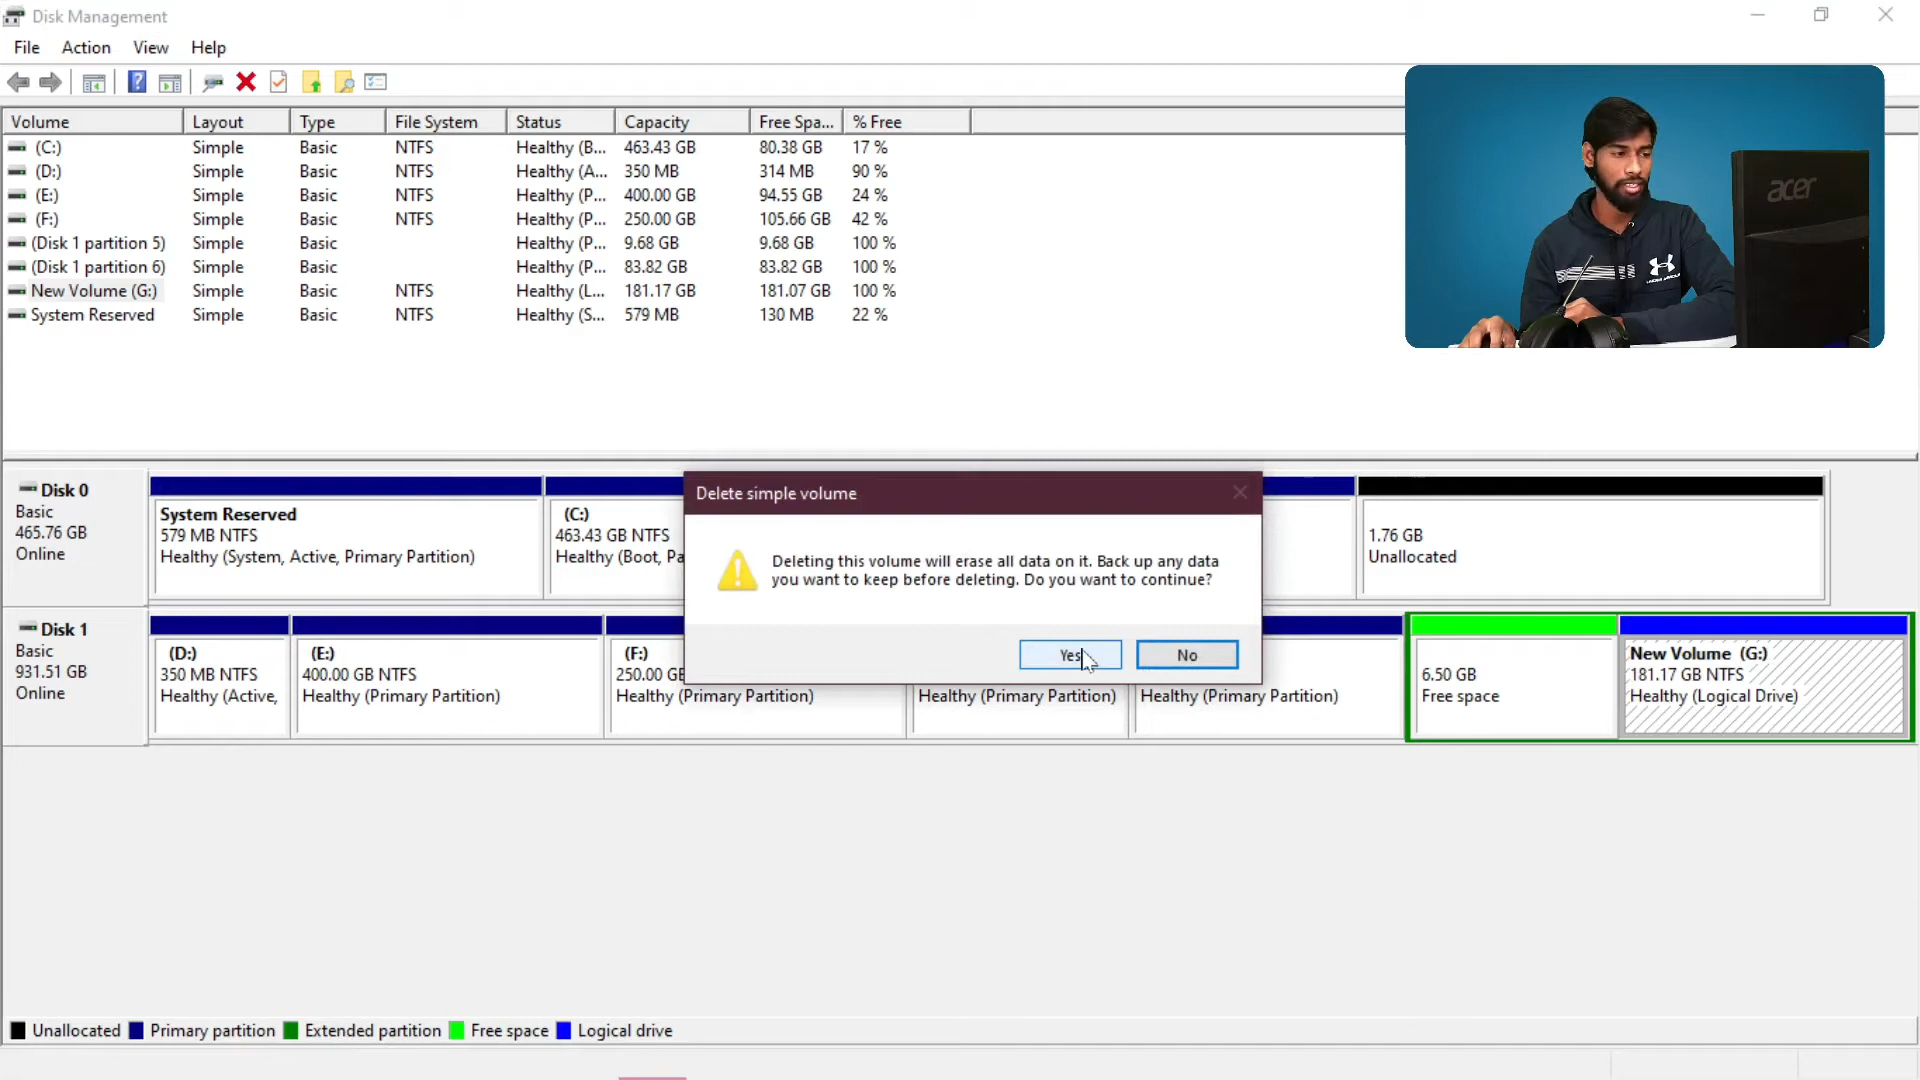 Disk Management
File Action View Help
Volume Layout Type File System Status Capacity Free Spa... % Free
(C:) Simple Basic NTFS Healthy (B... 463.43 GB 80.38 GB 17 %
(D:) Simple Basic NTFS Healthy (A... 350 MB 314 MB 90 %
(E:) Simple Basic NTFS Healthy (P... 400.00 GB 94.55 GB 24 %
(F:) Simple Basic NTFS Healthy (P... 250.00 GB 105.66 GB 42 %
(Disk 1 partition 5) Simple Basic Healthy (P... 9.68 GB 9.68 GB 100 %
(Disk 1 partition 6) Simple Basic Healthy (P... 83.82 GB 83.82 GB 100 %
New Volume (G:) Simple Basic NTFS Healthy (L... 181.17 GB 181.07 GB 100 %
System Reserved Simple Basic NTFS Healthy (S... 579 MB 130 MB 22 %
acer
UNDER ARMOUR
Disk 0
Basic
465.76 GB
Online
System Reserved
579 MB NTFS
Healthy (System, Active, Primary Partition)
(C:)
463.43 GB NTFS
Healthy (Boot, Pa
1.76 GB
Unallocated
Delete simple volume
Deleting this volume will erase all data on it. Back up any data
you want to keep before deleting. Do you want to continue?
Yes No
Disk 1
Basic
931.51 GB
Online
(D:)
350 MB NTFS
Healthy (Active,
(E:)
400.00 GB NTFS
Healthy (Primary Partition)
(F:)
250.00 GB
Healthy (Primary Partition)
Healthy (Primary Partition)
Healthy (Primary Partition)
6.50 GB
Free space
New Volume (G:)
181.17 GB NTFS
Healthy (Logical Drive)
Unallocated Primary partition Extended partition Free space Logical drive